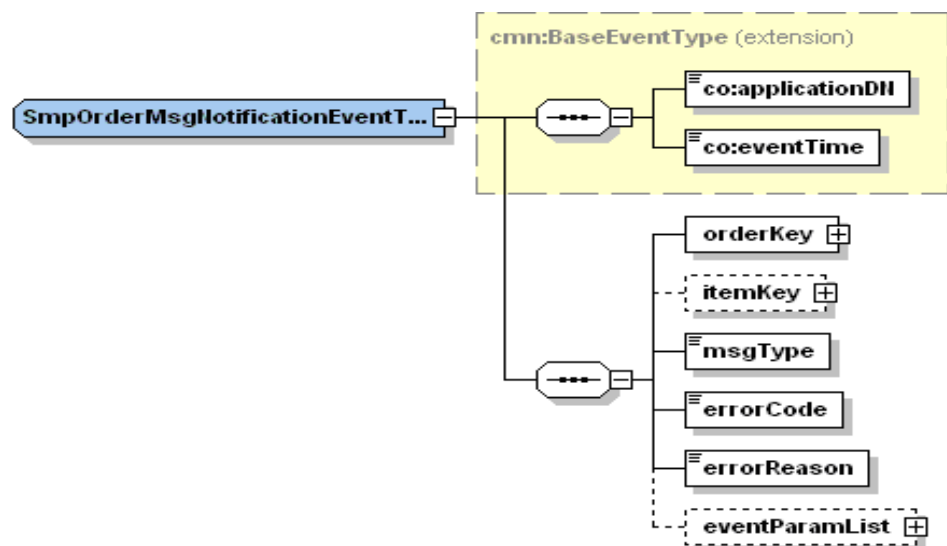 cmn:BaseEventType (extension)
SmpOrderMsgNotificationEventT...
co:applicationDN
co:eventTime
orderKey
itemKey
msgType
errorCode
errorReason
eventParamList